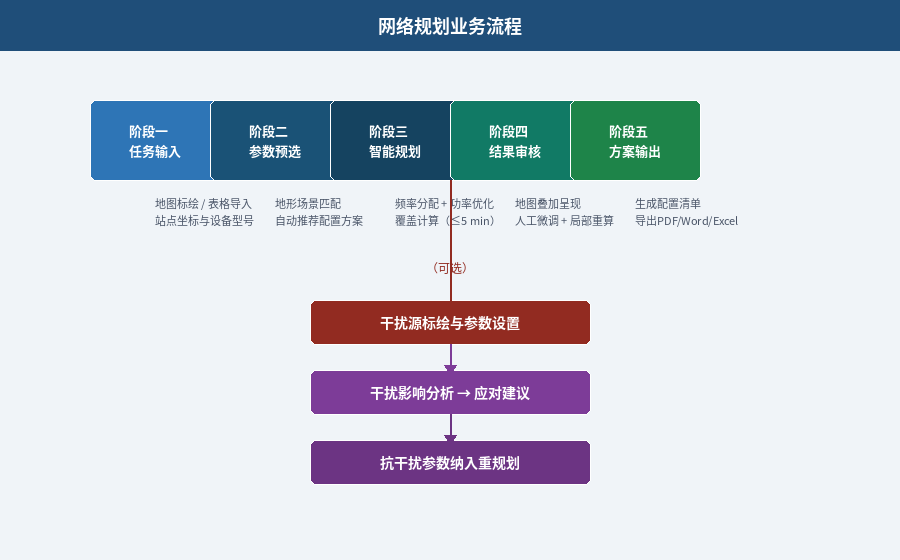 网络规划业务流程
阶段一
任务输入
阶段二
参数预选
阶段三
智能规划
阶段四
结果审核
阶段五
方案输出
地图标绘 / 表格导入
站点坐标与设备型号
地形场景匹配
自动推荐配置方案
频率分配 + 功率优化
覆盖计算（≤5 min）
地图叠加呈现
人工微调 + 局部重算
生成配置清单
导出PDF/Word/Excel
（可选）
干扰源标绘与参数设置
干扰影响分析 → 应对建议
抗干扰参数纳入重规划